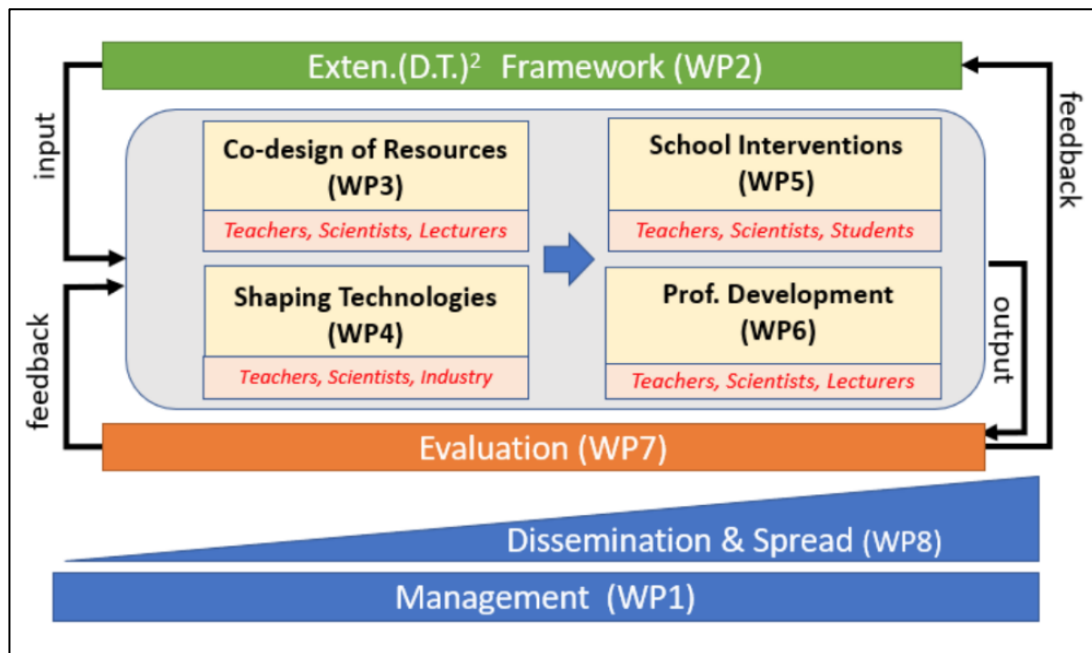 Exten.(D.T.)² Framework (WP2)
input
feedback
Co-design of Resources
(WP3)
Teachers, Scientists, Lecturers
School Interventions
(WP5)
Teachers, Scientists, Students
Shaping Technologies
(WP4)
Teachers, Scientists, Industry
Prof. Development
(WP6)
Teachers, Scientists, Lecturers
feedback
output
Evaluation (WP7)
Dissemination & Spread (WP8)
Management (WP1)